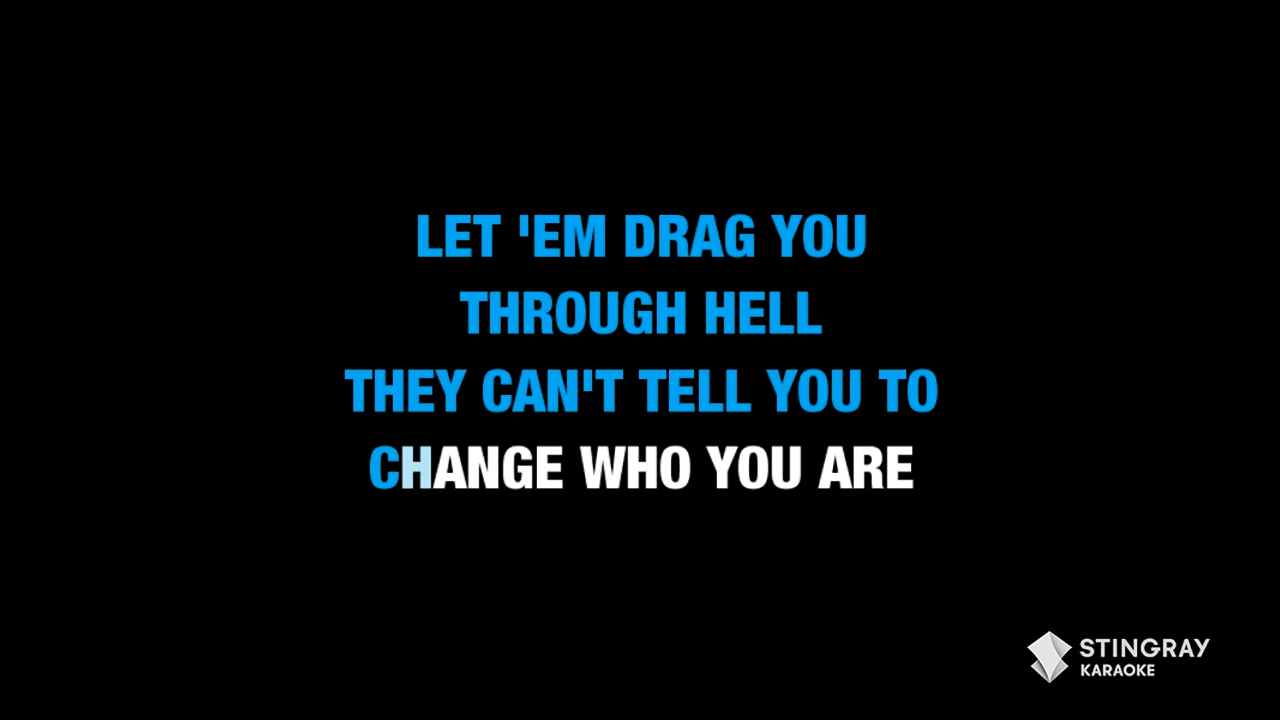 LET 'EM DRAG YOU
THROUGH HELL
THEY CAN'T TELL YOU TO
CHANGE WHO YOU ARE
STINGRAY
KARAOKE